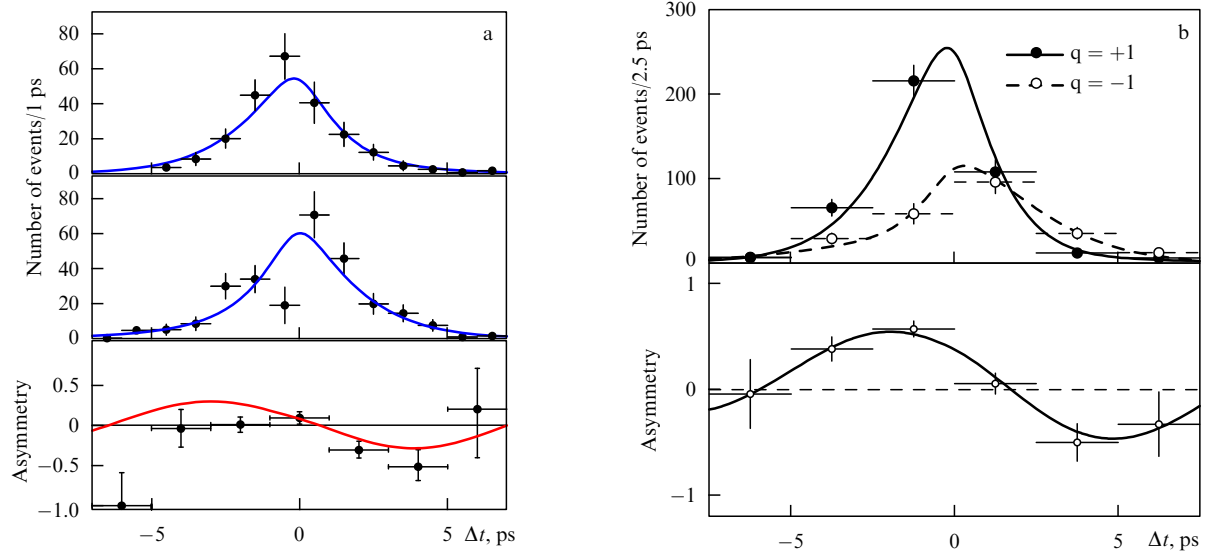 a
80
60
40
20
0
80
60
40
20
0
Number of events/1 ps
0.5
0
−0.5
−1.0
Asymmetry
−5
0
5
Δt, ps
b
300
200
100
0
Number of events/2.5 ps
q = +1
q = −1
1
0
−1
Asymmetry
−5
0
5
Δt, ps